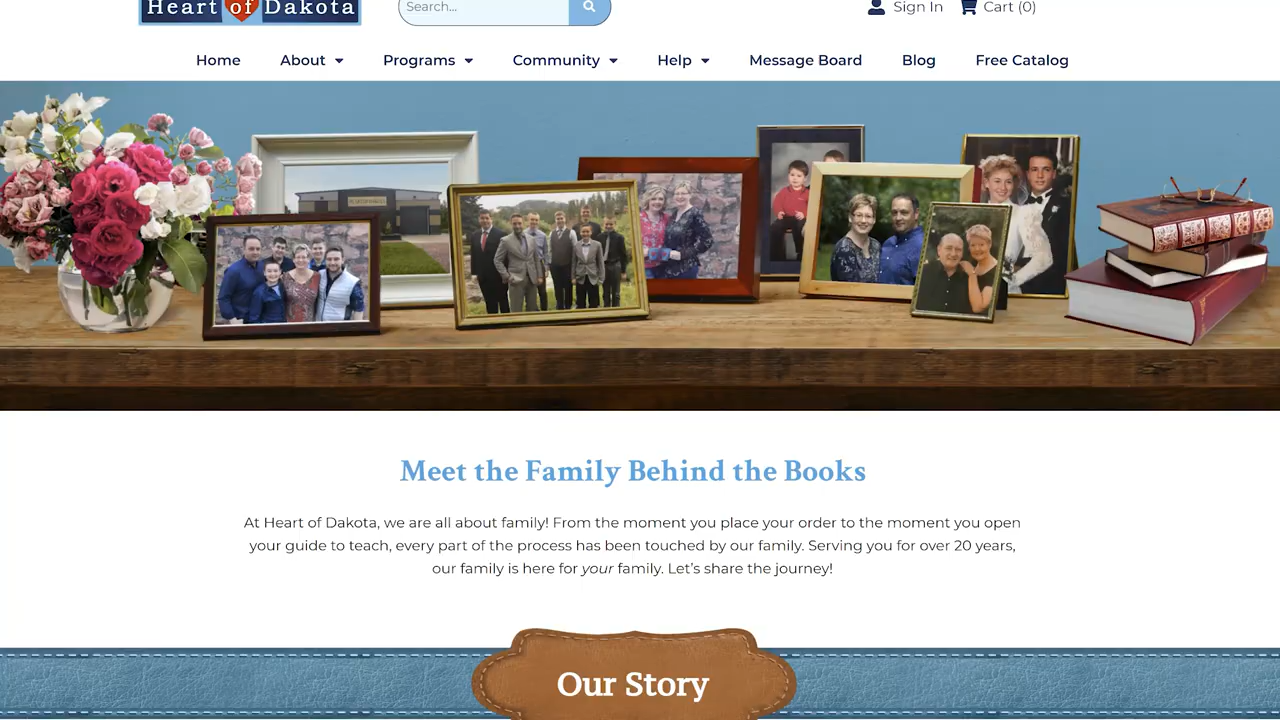 Heart of Dakota
Search...
Sign In
Cart (0)
Home
About
Programs
Community
Help
Message Board
Blog
Free Catalog
Meet the Family Behind the Books
At Heart of Dakota, we are all about family! From the moment you place your order to the moment you open
your guide to teach, every part of the process has been touched by our family. Serving you for over 20 years,
our family is here for your family. Let’s share the journey!
Our Story